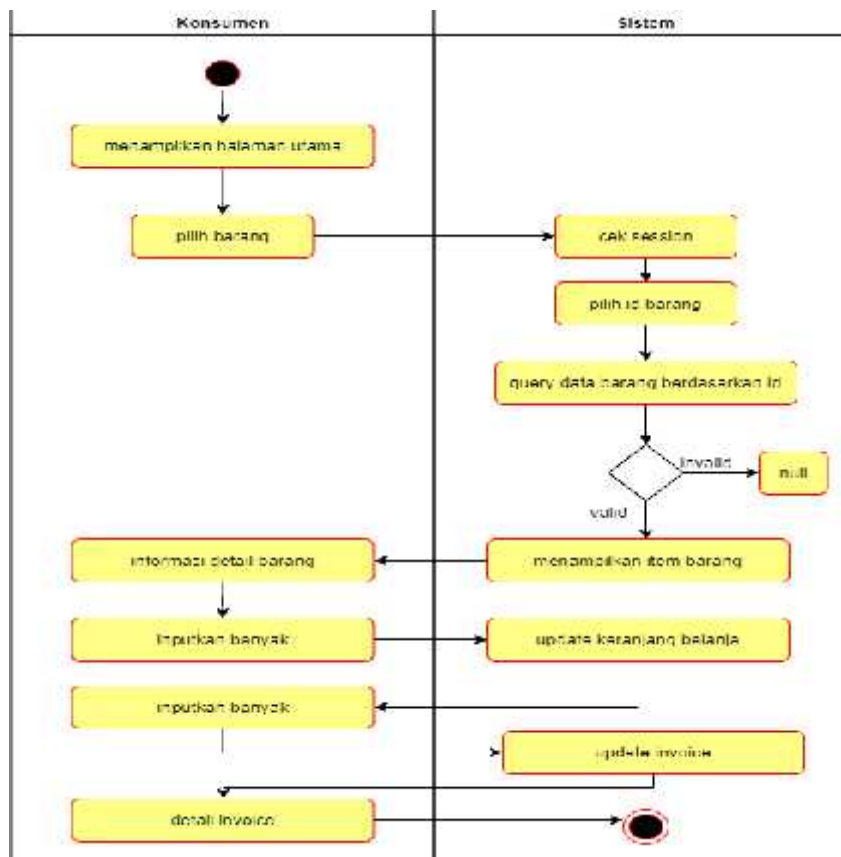 Konsumen
Sistem
menamplikan halaman utama
pilih barang
cek session
pilih id barang
query data barang berdasarkan id
invalid
null
valid
informasi detail barang
menampilkan item barang
inputkan banyak
update keranjang belanja
inputkan banyak
update invoice
detail invoice